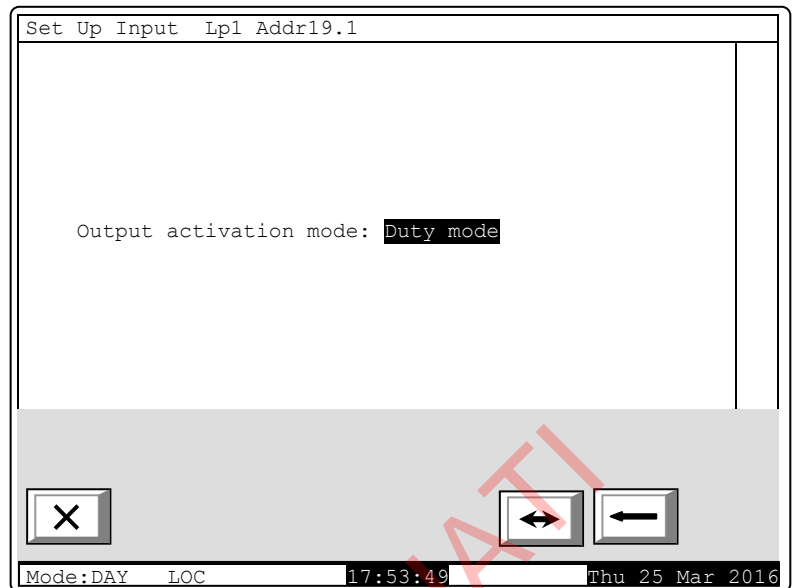 Set Up Input Lp1 Addr19.1
Output activation mode: Duty mode
Mode:DAY LOC 17:53:49 Thu 25 Mar 2016
IATI